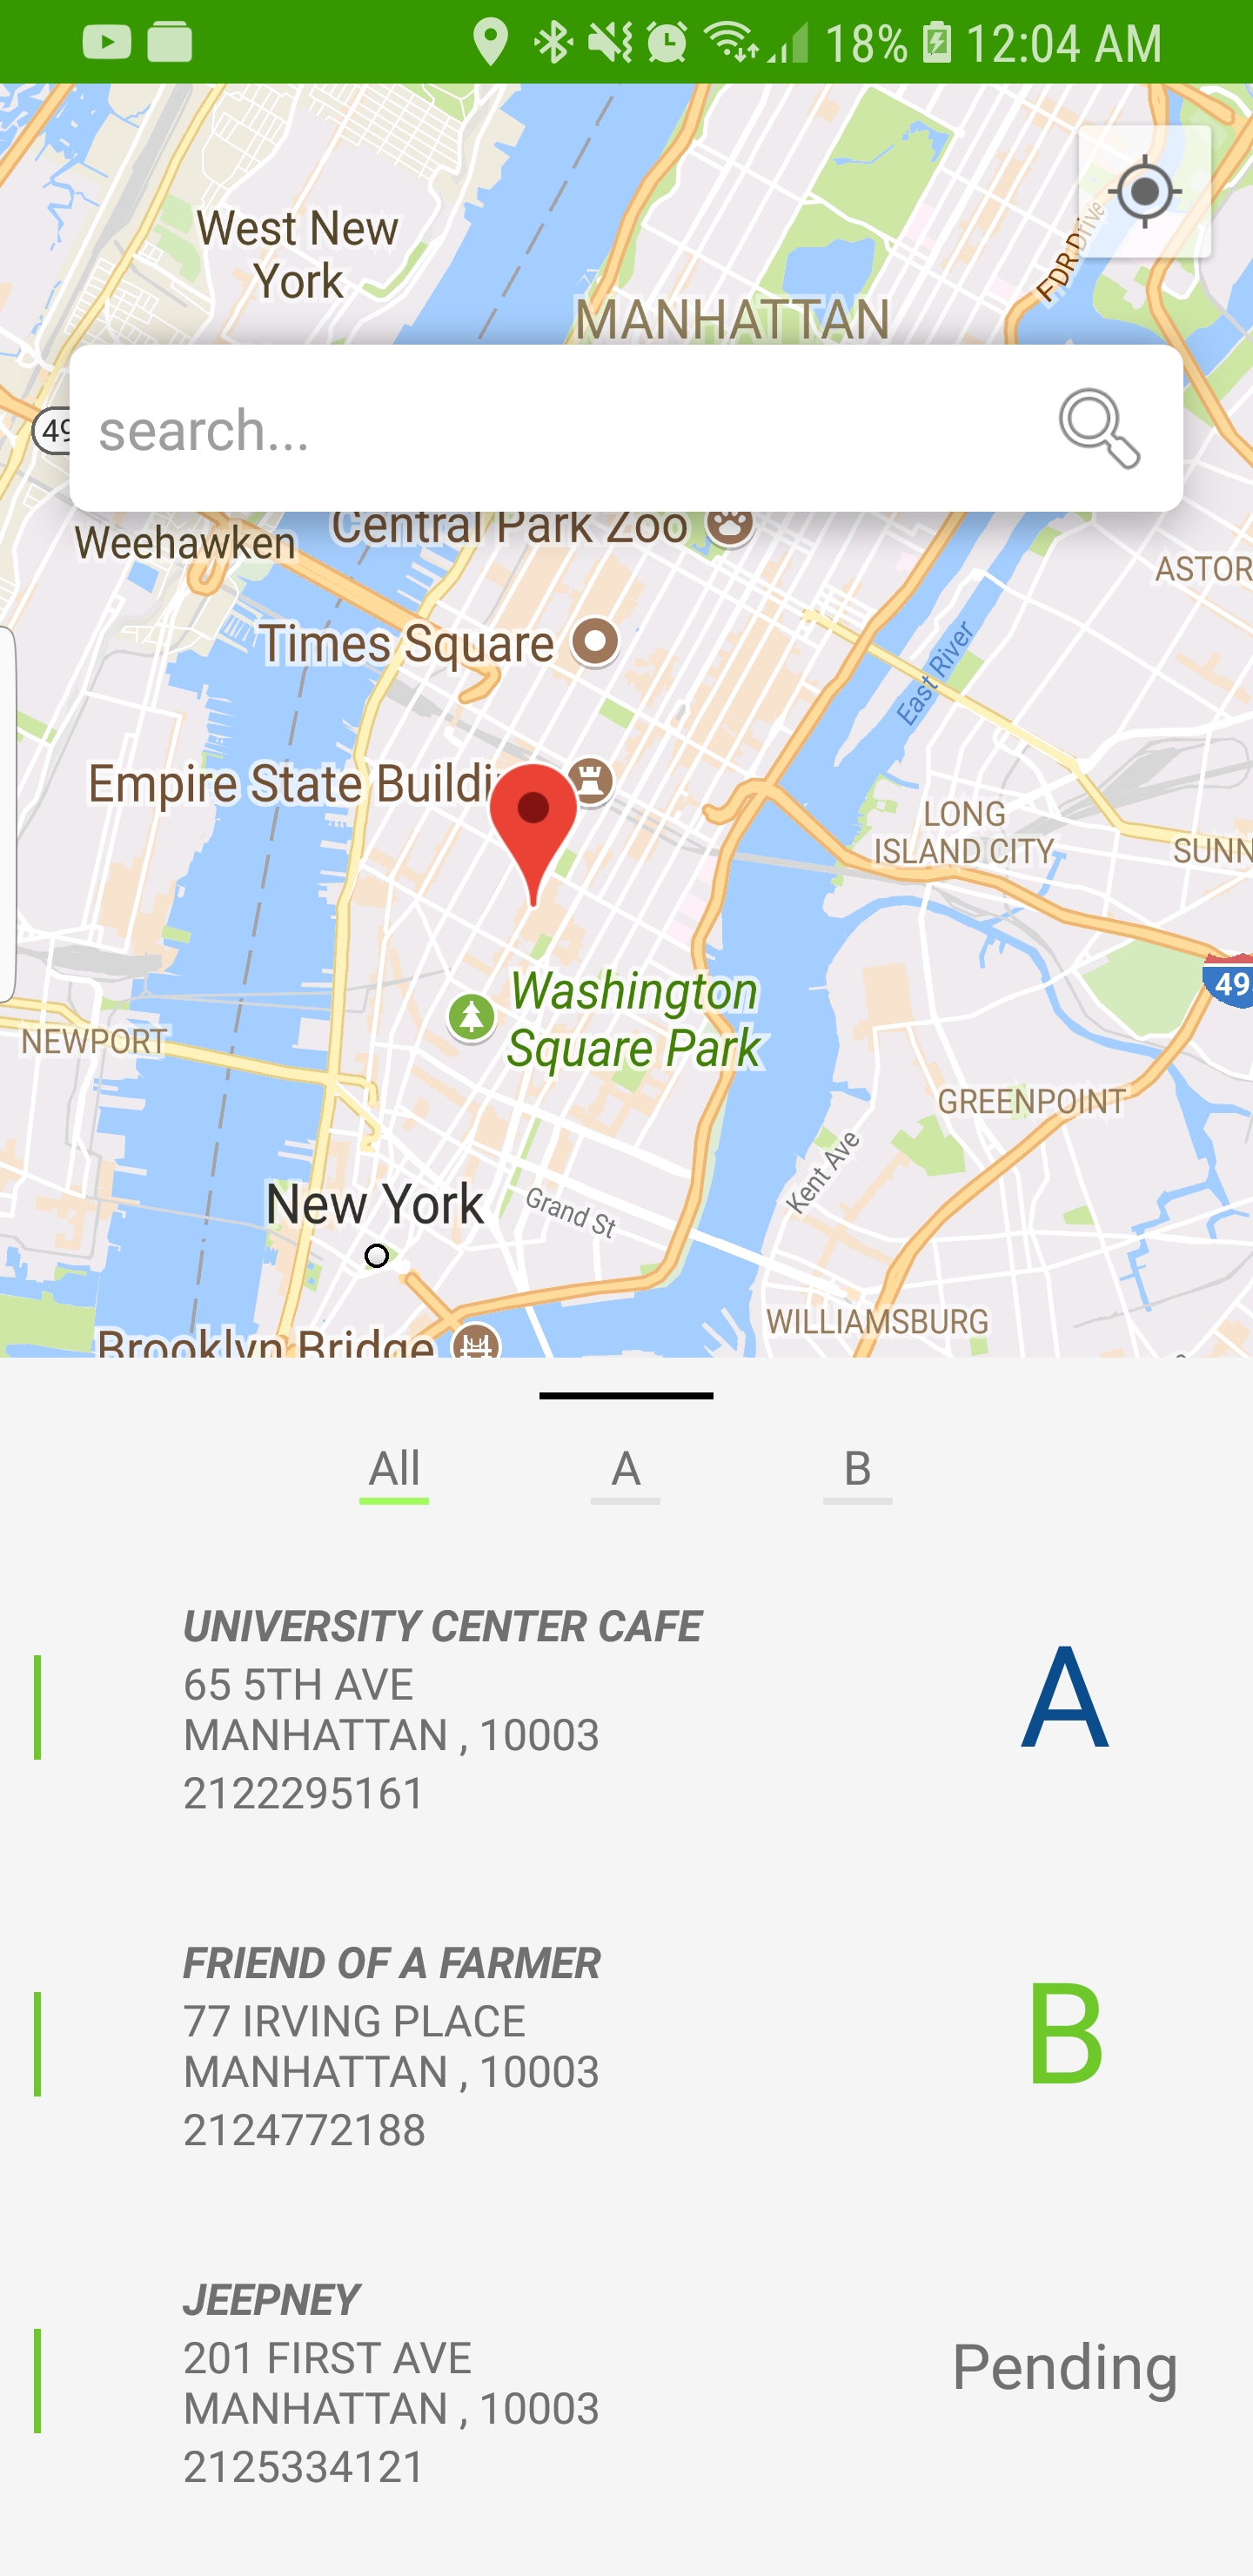 18% 12:04 AM
West New
York
MANHATTAN
FDR Drive
49
search...
Central Park Zoo
Weehawken
ASTOR
Times Square
East River
Empire State Buildi
LONG
ISLAND CITY
SUNN
Washington
Square Park
49
NEWPORT
GREENPOINT
Kent Ave
New York
Grand St
WILLIAMSBURG
Brooklyn Bridge
All A B
UNIVERSITY CENTER CAFE
65 5TH AVE
MANHATTAN , 10003
2122295161
A
FRIEND OF A FARMER
77 IRVING PLACE
MANHATTAN , 10003
2124772188
B
JEEPNEY
201 FIRST AVE
MANHATTAN , 10003
2125334121
Pending